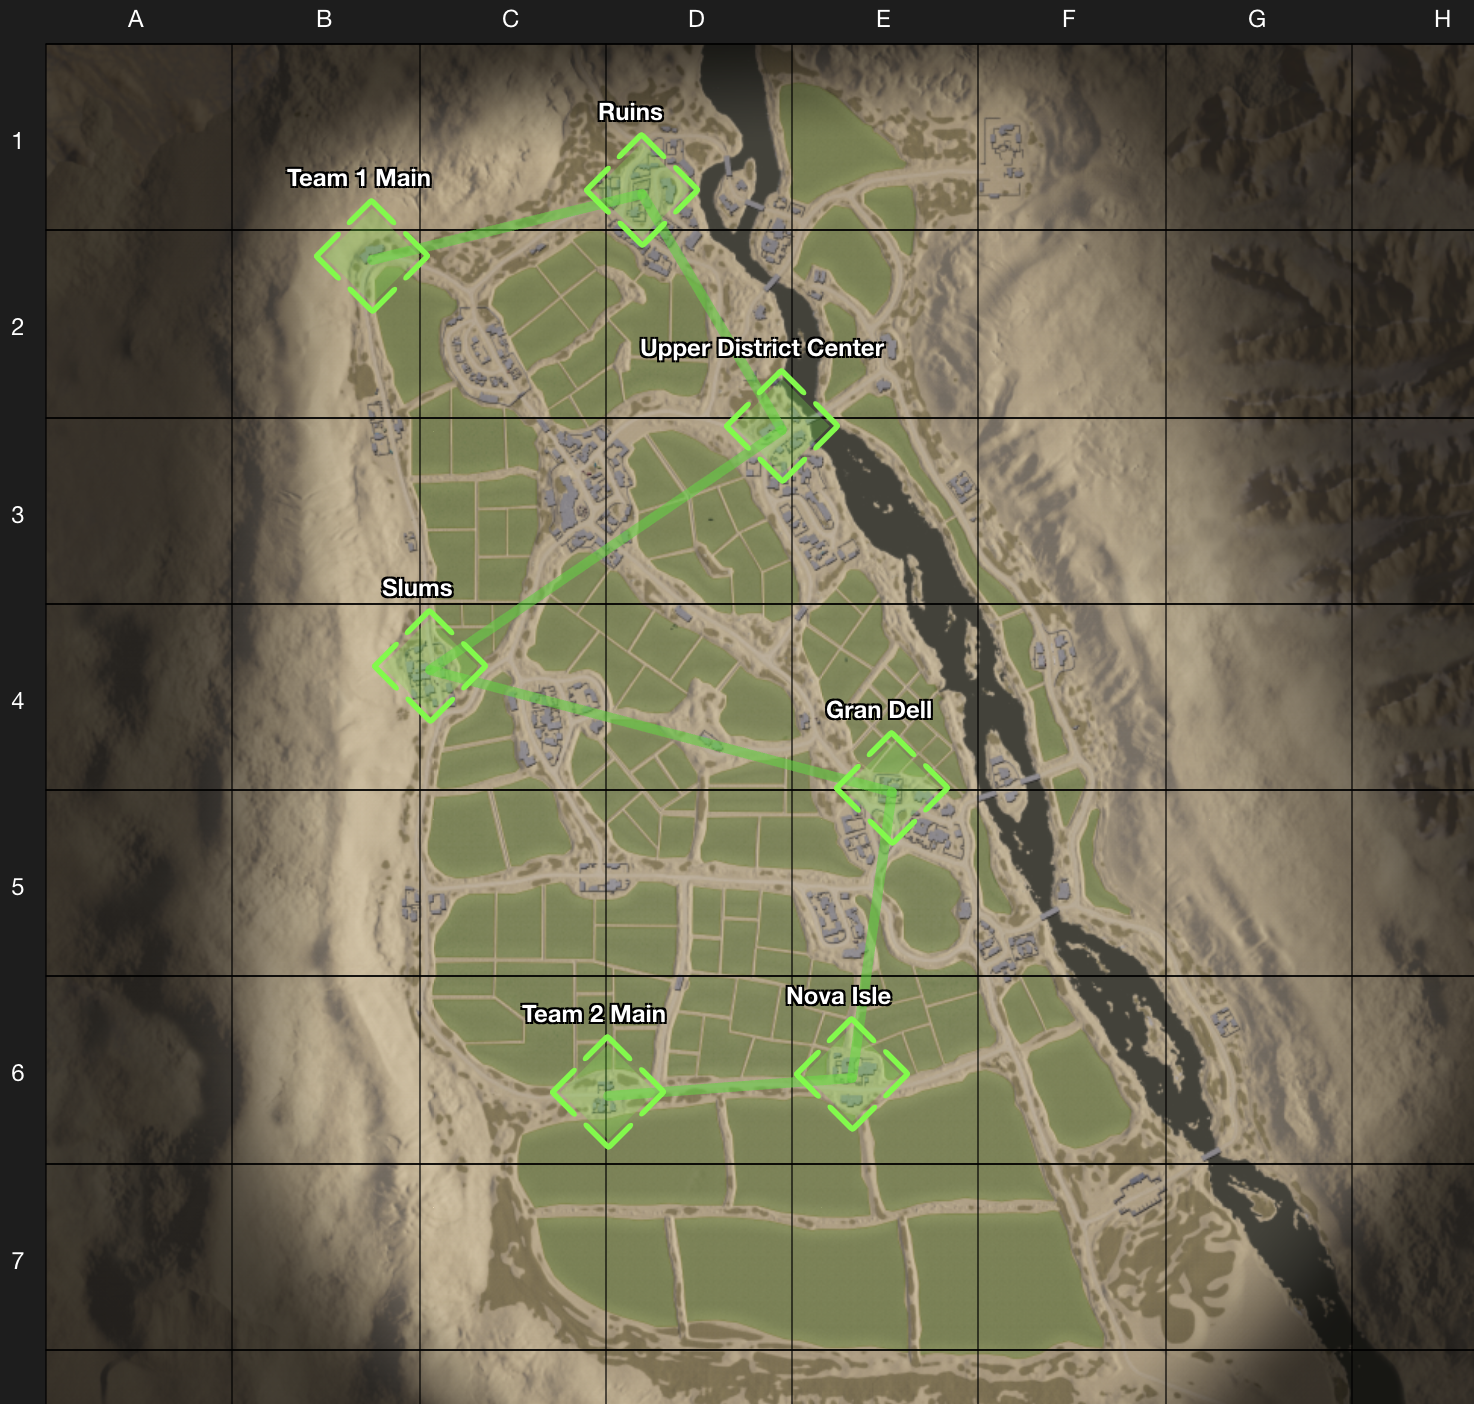 A B C D E F G H
1
Ruins
Team 1 Main
2
Upper District Center
3
Slums
4
Gran Dell
5
Nova Isle
Team 2 Main
6
7